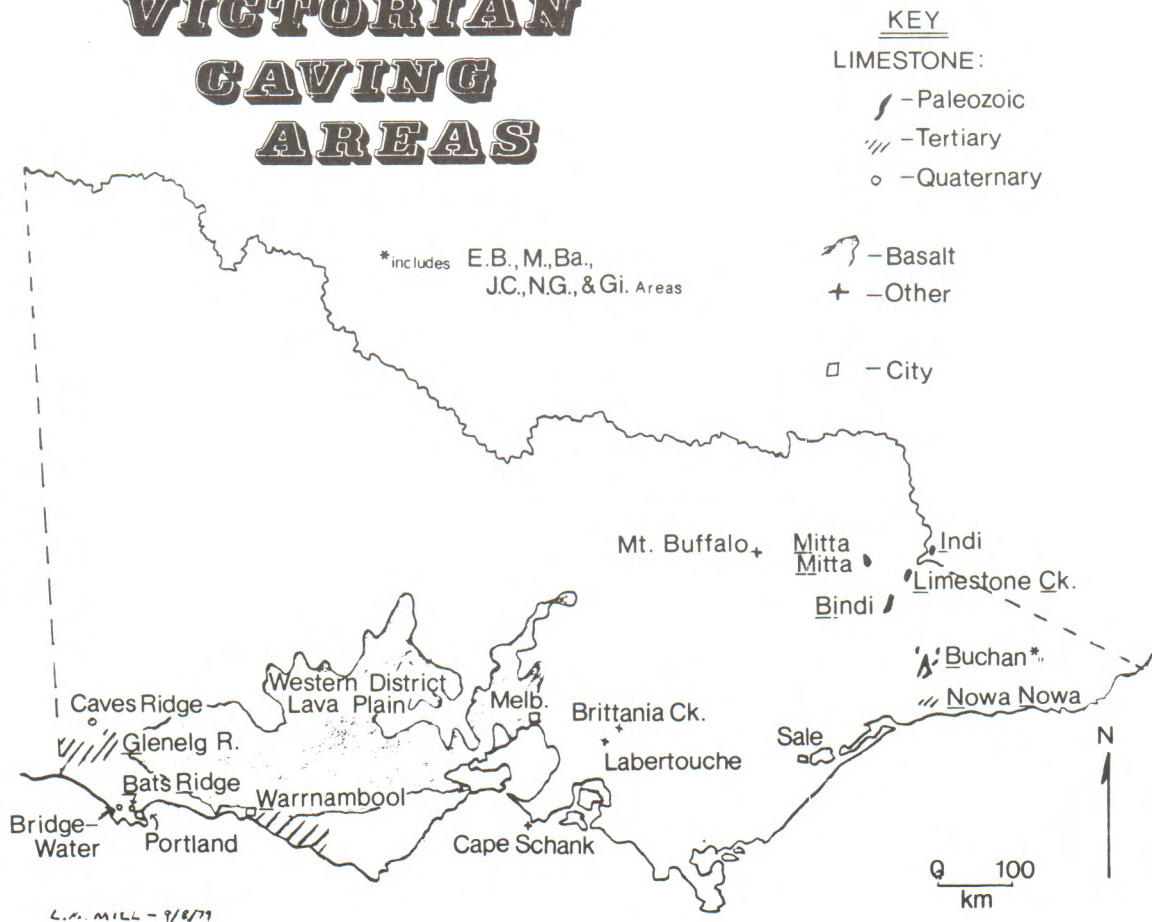 VICTORIAN
CAVING
AREAS
KEY
LIMESTONE:
-Paleozoic
-Tertiary
-Quaternary
-Basalt
-Other
-City
*includes E.B., M., Ba.,
J.C., N.G., & Gi. Areas
Mt. Buffalo
Mitta
Mitta
Indi
Limestone Ck.
Bindi
Buchan*
Nowa Nowa
Western District
Lava Plain
Melb.
Brittania Ck.
Labertouche
Sale
Caves Ridge
Glenelg R.
Bats Ridge
Warrnambool
Bridge-
Water
Portland
Cape Schank
N
0 100
km
MILL - 9/8/79